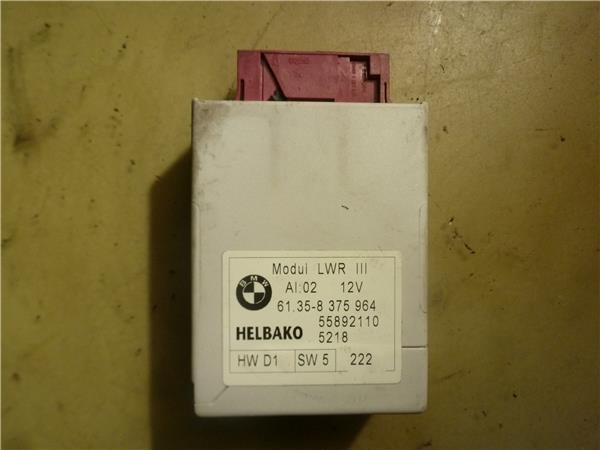 BMW
Modul LWR III
AI:02 12V
61.35-8 375 964
55892110
HELBAKO 5218
HW D1 SW 5 222